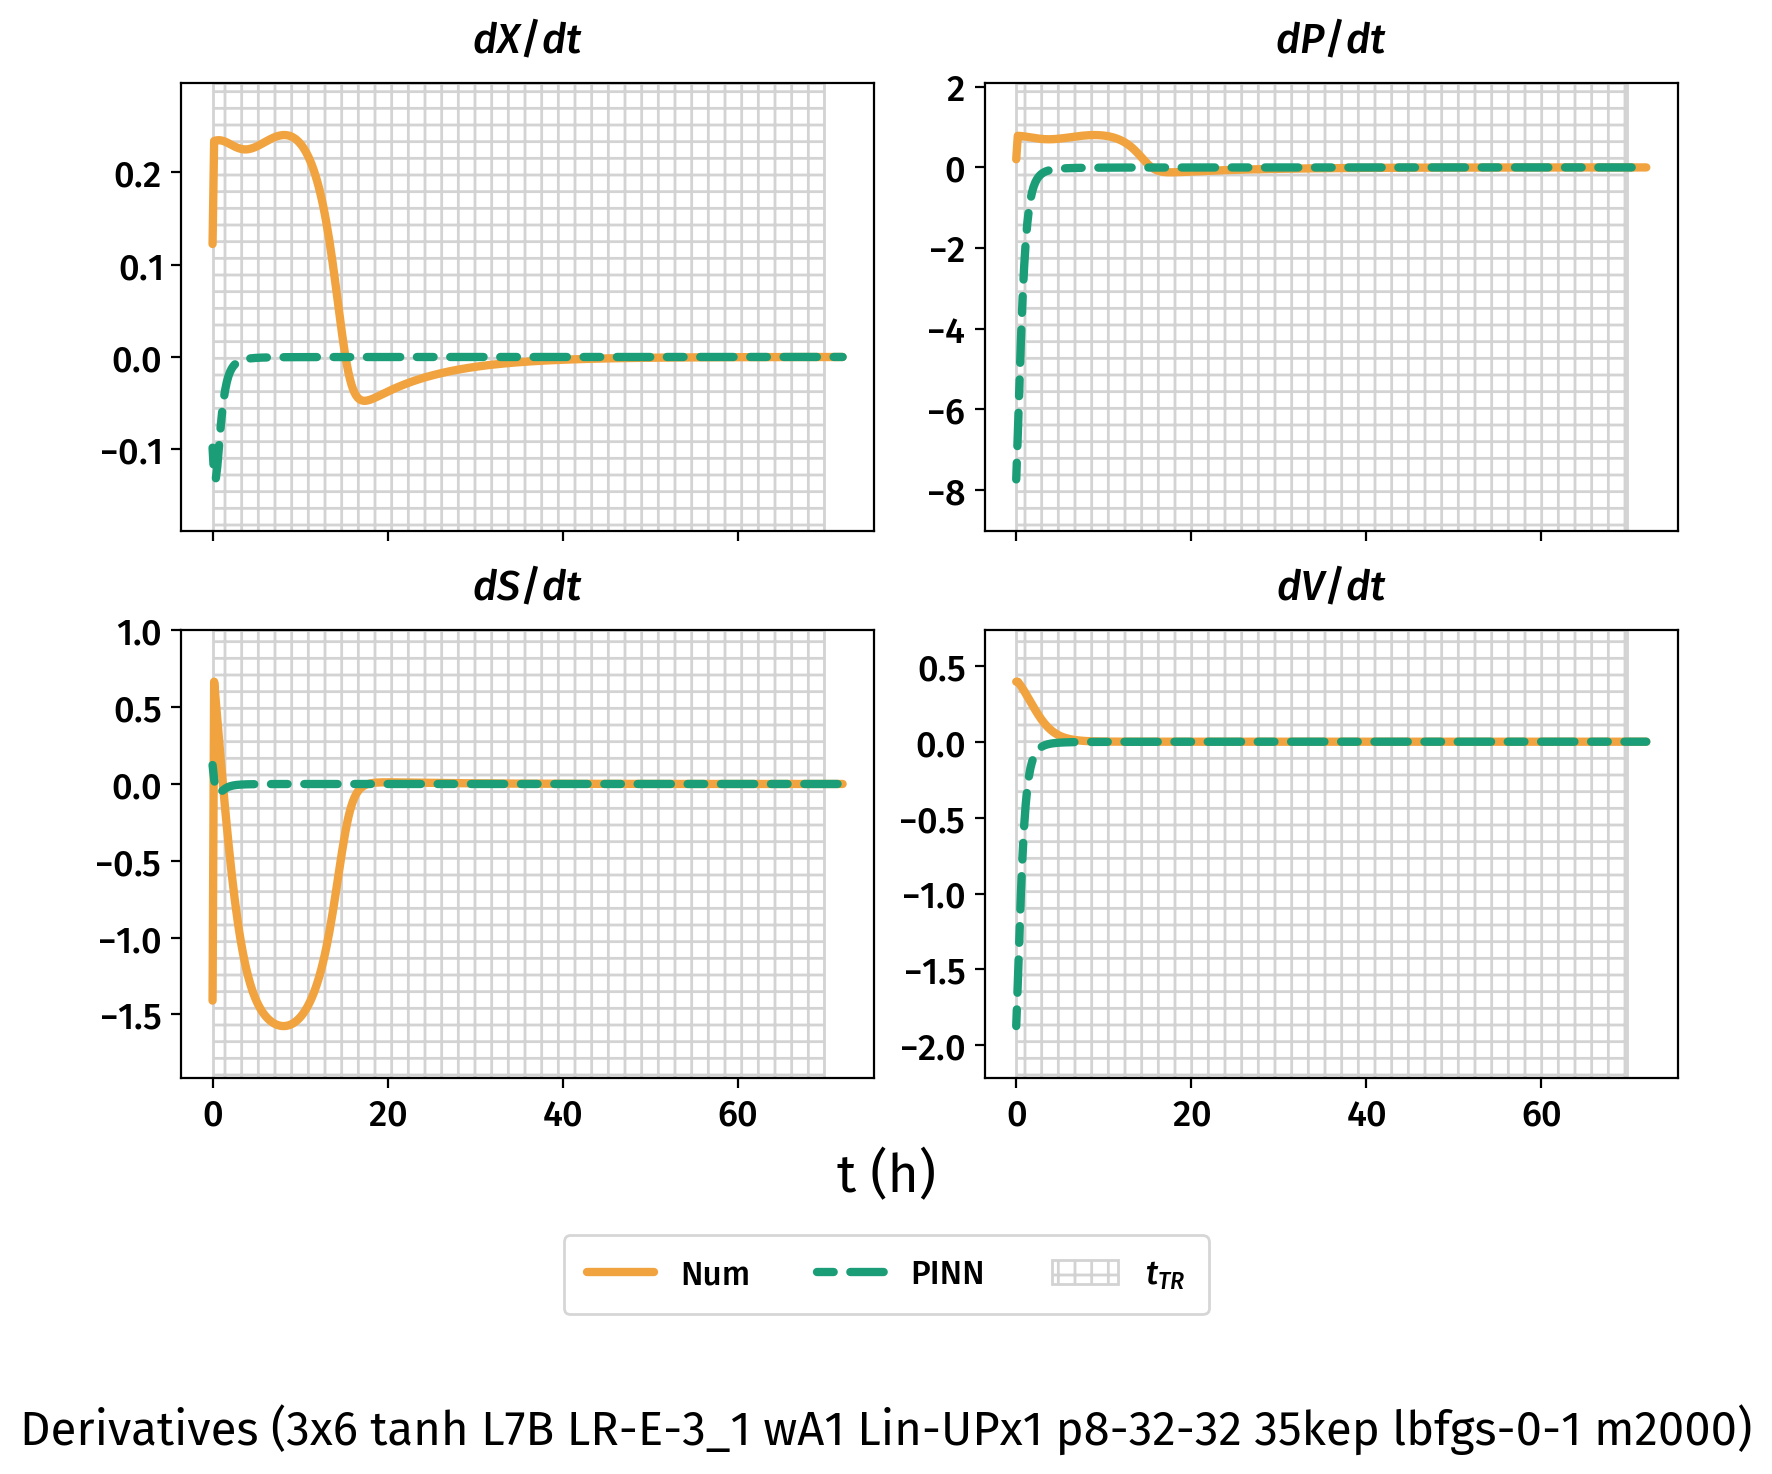 dX/dt
dP/dt
0.2
0.1
0.0
−0.1
2
0
−2
−4
−6
−8
dS/dt
dV/dt
1.0
0.5
0.0
−0.5
−1.0
−1.5
0 20 40 60
0.5
0.0
−0.5
−1.0
−1.5
−2.0
0 20 40 60
t (h)
Num PINN tTR
Derivatives (3x6 tanh L7B LR-E-3_1 wA1 Lin-UPx1 p8-32-32 35kep lbfgs-0-1 m2000)